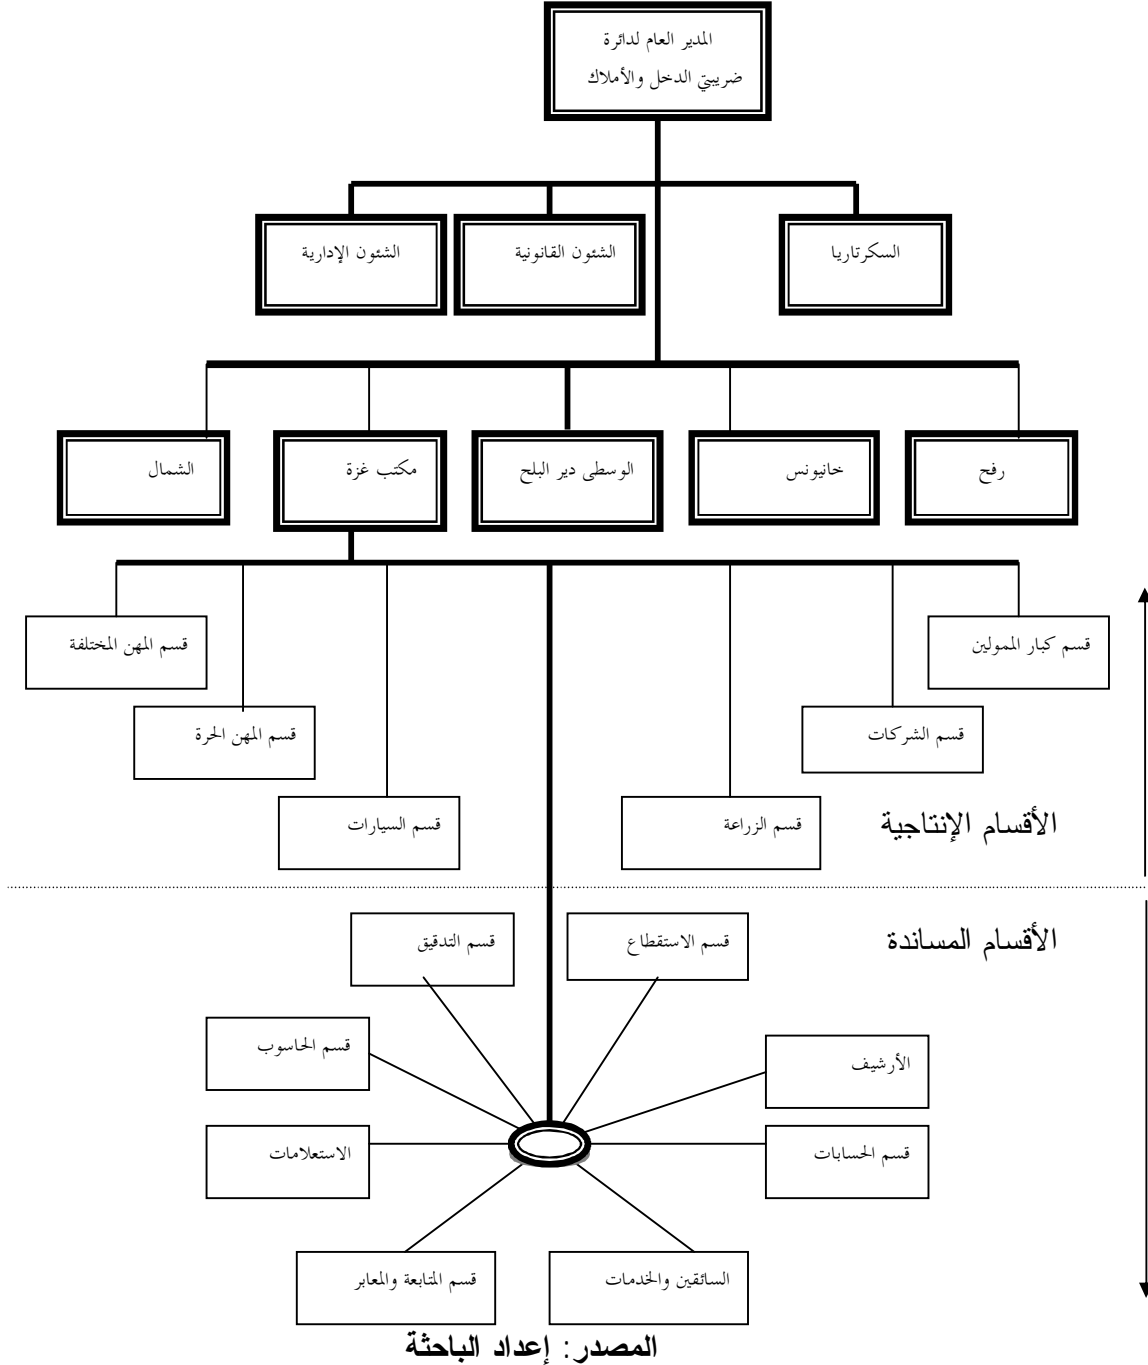 المدير العام لدائرة
ضريبتي الدخل والأملاك
السكرتاريا
الشئون القانونية
الشئون الإدارية
رفح
خانيونس
الوسطى دير البلح
مكتب غزة
الشمال
قسم كبار الممولين
قسم المهن المختلفة
قسم الشركات
قسم المهن الحرة
قسم الزراعة
قسم السيارات
الأقسام الإنتاجية
الأقسام المساندة
قسم الاستقطاع
قسم التدقيق
الأرشيف
قسم الحاسوب
قسم الحسابات
الاستعلامات
السائقين والخدمات
قسم المتابعة والمعابر
المصدر: إعداد الباحثة